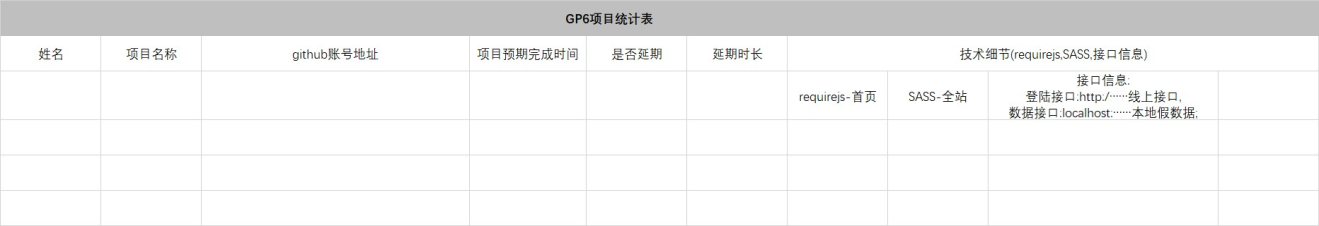 GP6项目统计表
姓名
项目名称
github账号地址
项目预期完成时间
是否延期
延期时长
技术细节(requirejs,SASS,接口信息)
requirejs-首页
SASS-全站
接口信息:
登陆接口:http:/······线上接口,
数据接口:localhost:······本地假数据;